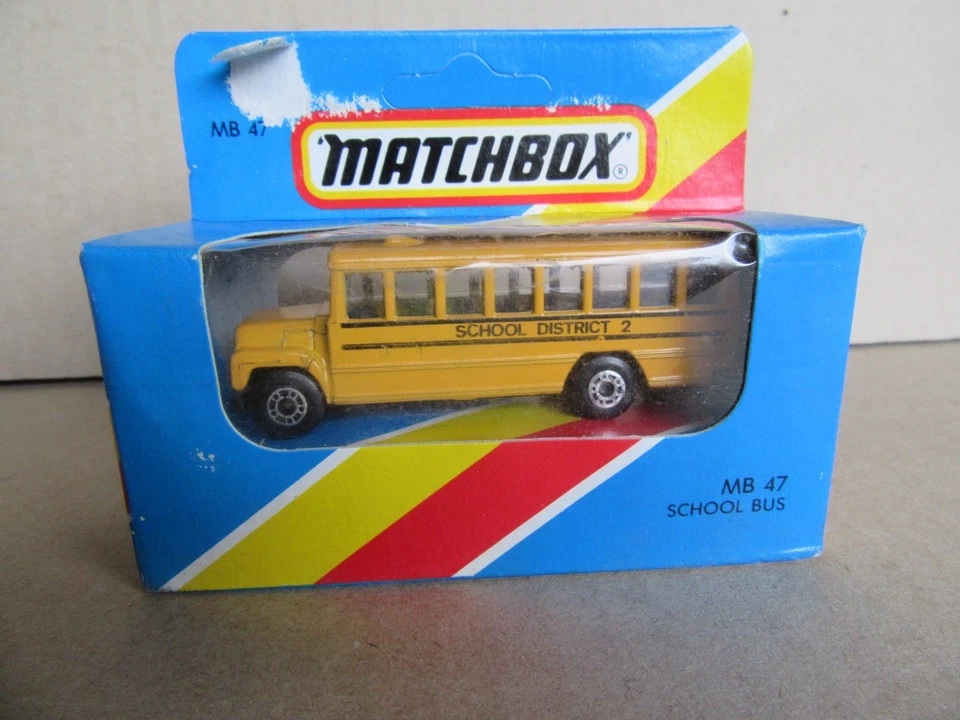 MB 47
'MATCHBOX'®
SCHOOL DISTRICT 2
MB 47
SCHOOL BUS